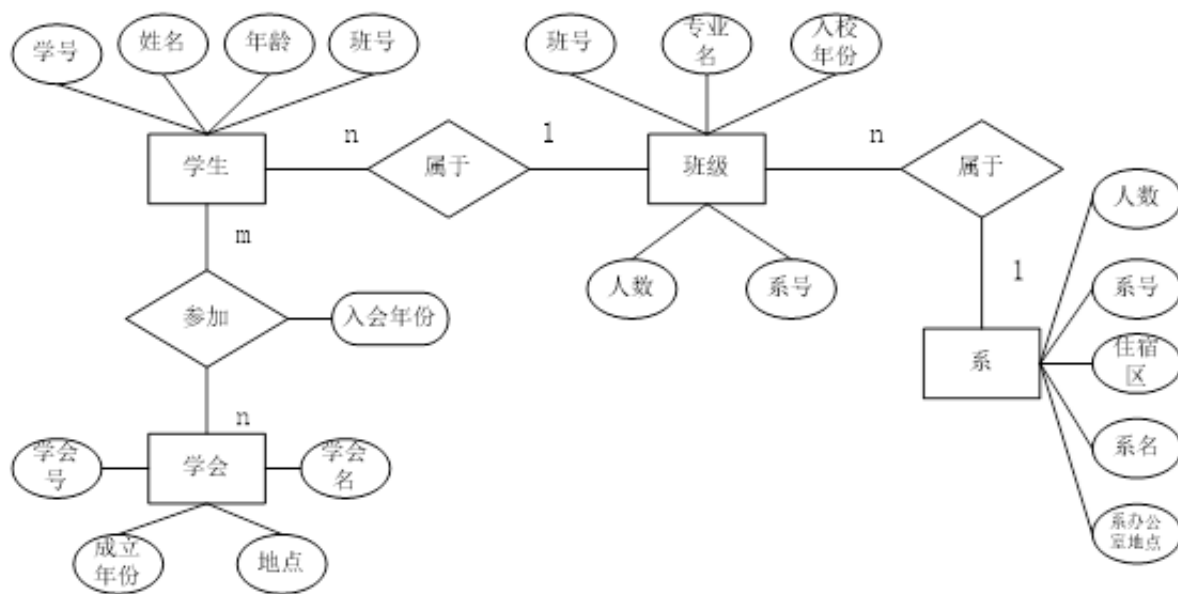 学号
姓名
年龄
班号
班号
专业
名
入校
年份
学生
n
属于
1
班级
n
属于
m
人数
系号
1
人数
系号
住宿
区
系名
系办公
室地点
系
参加
入会年份
n
学会
号
学会
学会
名
成立
年份
地点